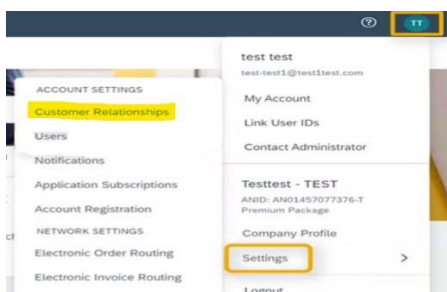 TT
test test
test-test1@test1test.com
My Account
Link User IDs
Contact Administrator
Testtest - TEST
ANID: AN01457077376-T
Premium Package
Company Profile
Settings
Logout
ACCOUNT SETTINGS
Customer Relationships
Users
Notifications
Application Subscriptions
Account Registration
NETWORK SETTINGS
Electronic Order Routing
Electronic Invoice Routing